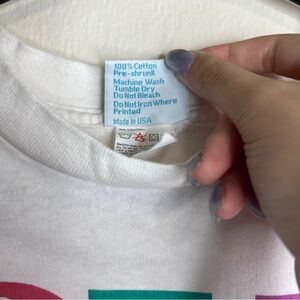 100% Cotton
Pre-shrunk
Machine Wash
Tumble Dry
Do Not Bleach
Do Not Iron Where
Printed
Made in USA